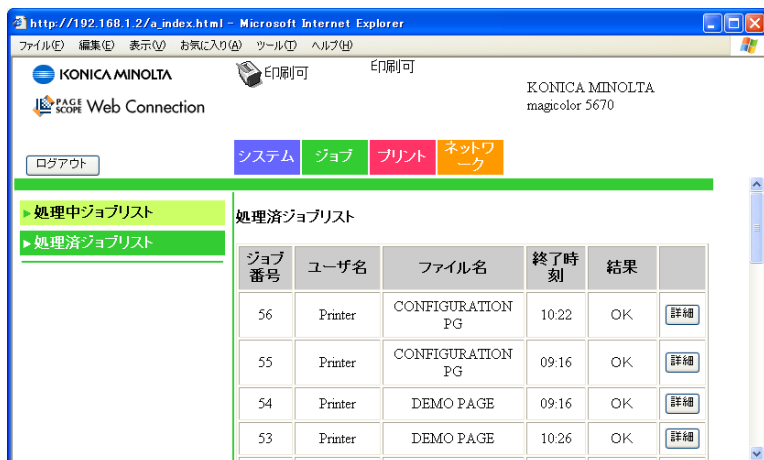 http://192.168.1.2/a_index.html - Microsoft Internet Explorer
ファイル(F) 編集(E) 表示(V) お気に入り(A) ツール(T) ヘルプ(H)
KONICA MINOLTA
印刷可
印刷可
KONICA MINOLTA
magicolor 5670
PAGE SCOPE Web Connection
ログアウト
システム ジョブ プリント ネットワーク
処理中ジョブリスト
処理済ジョブリスト
処理済ジョブリスト
ジョブ番号 ユーザ名 ファイル名 終了時刻 結果
56 Printer CONFIGURATION PG 10:22 OK 詳細
55 Printer CONFIGURATION PG 09:16 OK 詳細
54 Printer DEMO PAGE 09:16 OK 詳細
53 Printer DEMO PAGE 10:26 OK 詳細